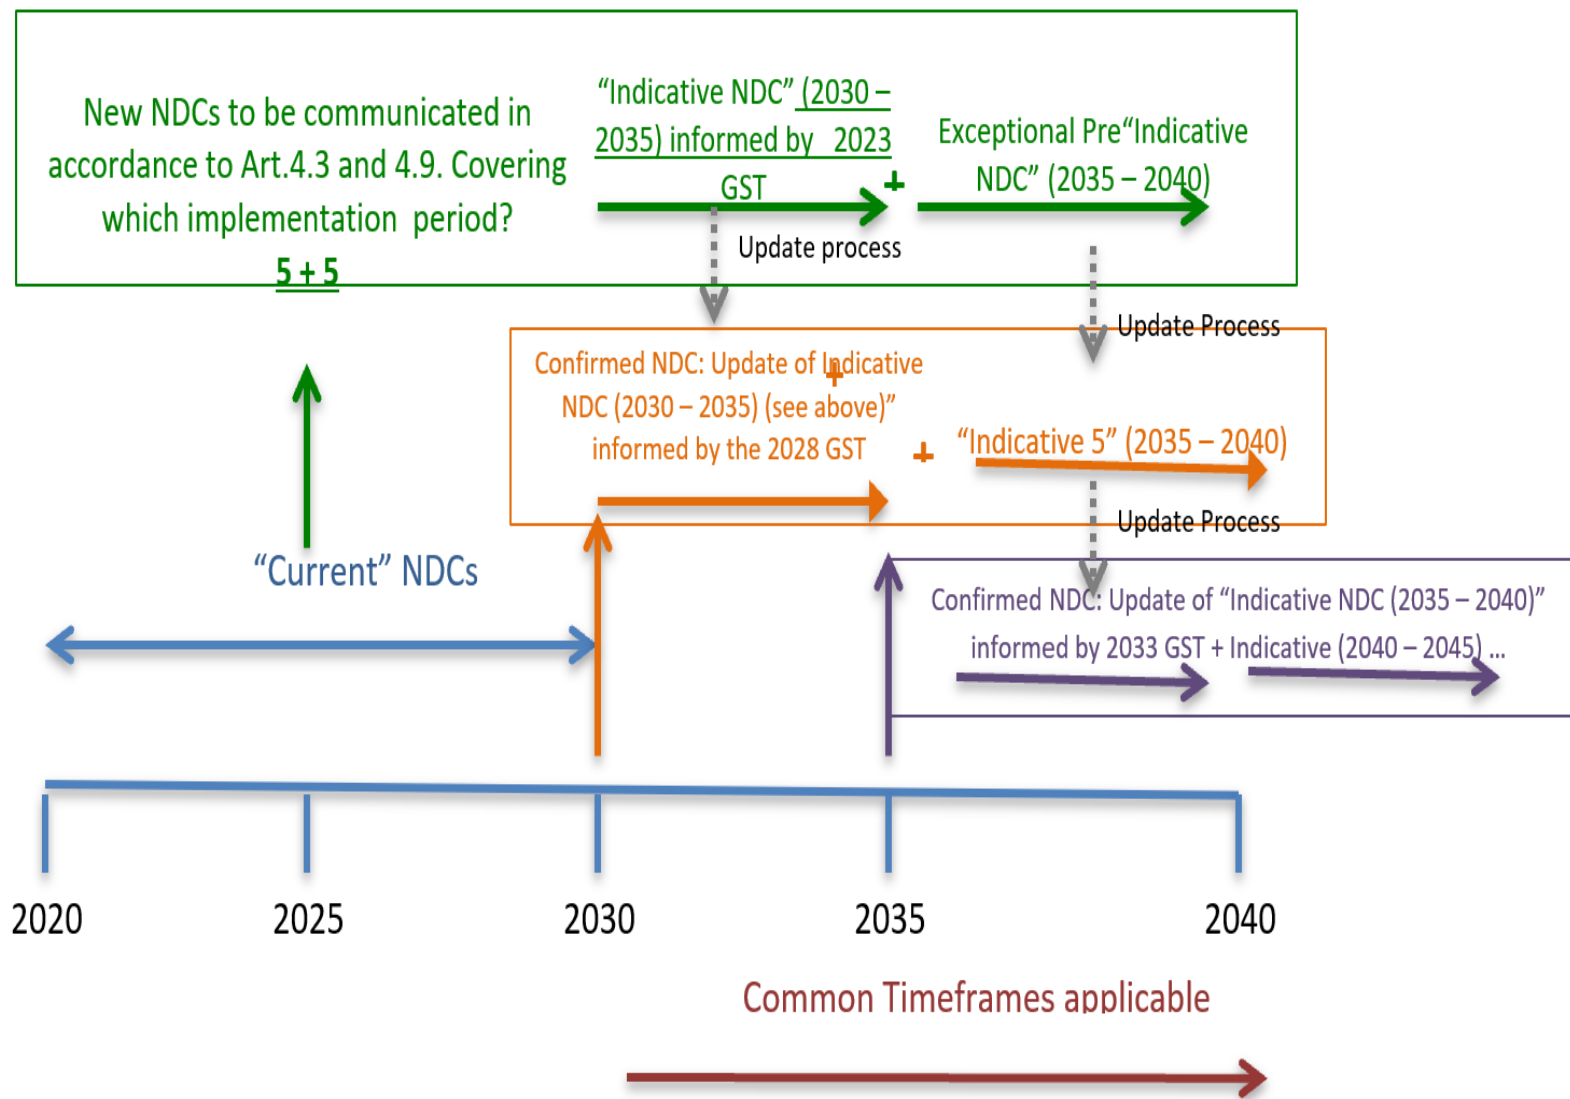 New NDCs to be communicated in
accordance to Art.4.3 and 4.9. Covering
which implementation period?
5 + 5
“Indicative NDC” (2030 –
2035) informed by 2023
GST
+
Exceptional Pre“Indicative
NDC” (2035 – 2040)
Update process
Update Process
Confirmed NDC: Update of Indicative
NDC (2030 – 2035) (see above)”
informed by the 2028 GST
+
+
“Indicative 5” (2035 – 2040)
Update Process
“Current” NDCs
Confirmed NDC: Update of “Indicative NDC (2035 – 2040)”
informed by 2033 GST + Indicative (2040 – 2045) ...
2020
2025
2030
2035
2040
Common Timeframes applicable